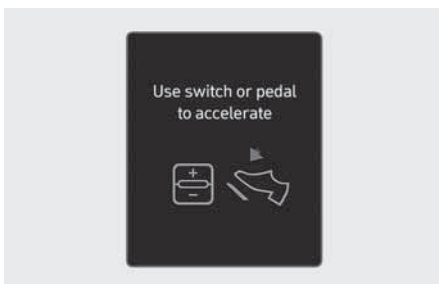 Use switch or pedal
to accelerate
+
−